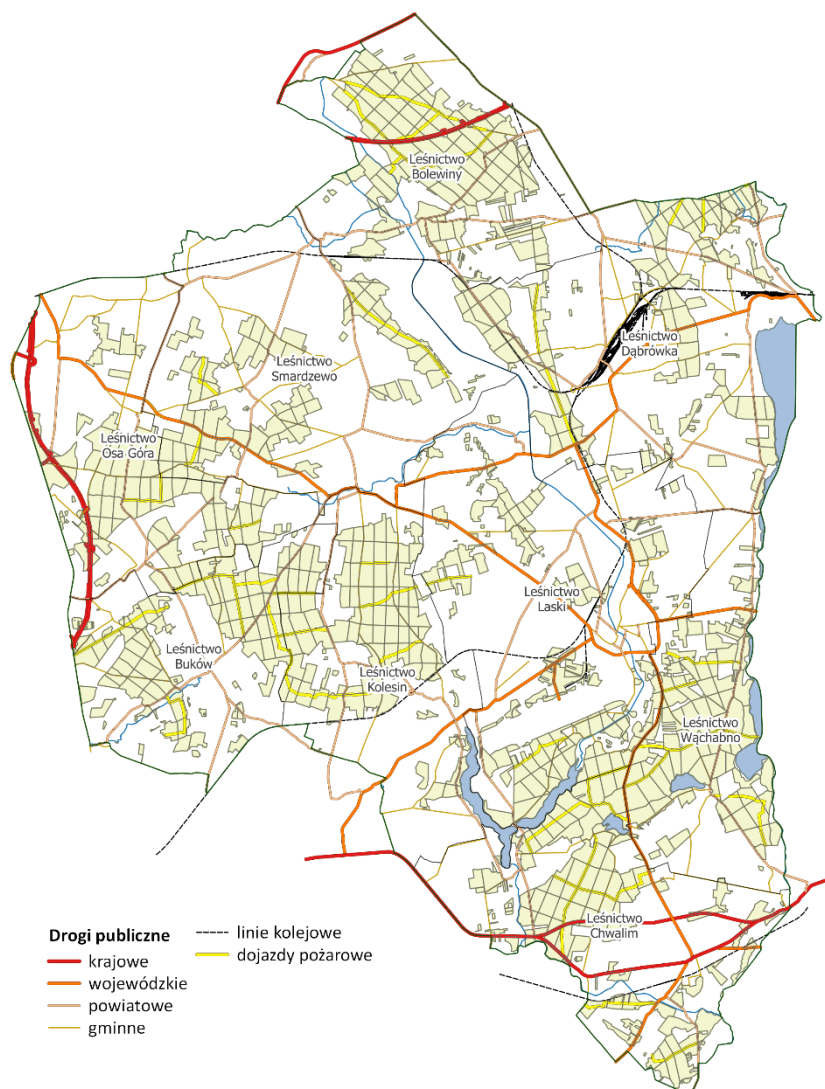 Leśnictwo
Bolewiny
Leśnictwo
Dąbrówka
Leśnictwo
Smardzewo
Leśnictwo
Osa Góra
Leśnictwo
Laski
Leśnictwo
Buków
Leśnictwo
Kolesin
Leśnictwo
Wąchabno
Leśnictwo
Chwalim
Drogi publiczne
krajowe
wojewódzkie
powiatowe
gminne
linie kolejowe
dojazdy pożarowe